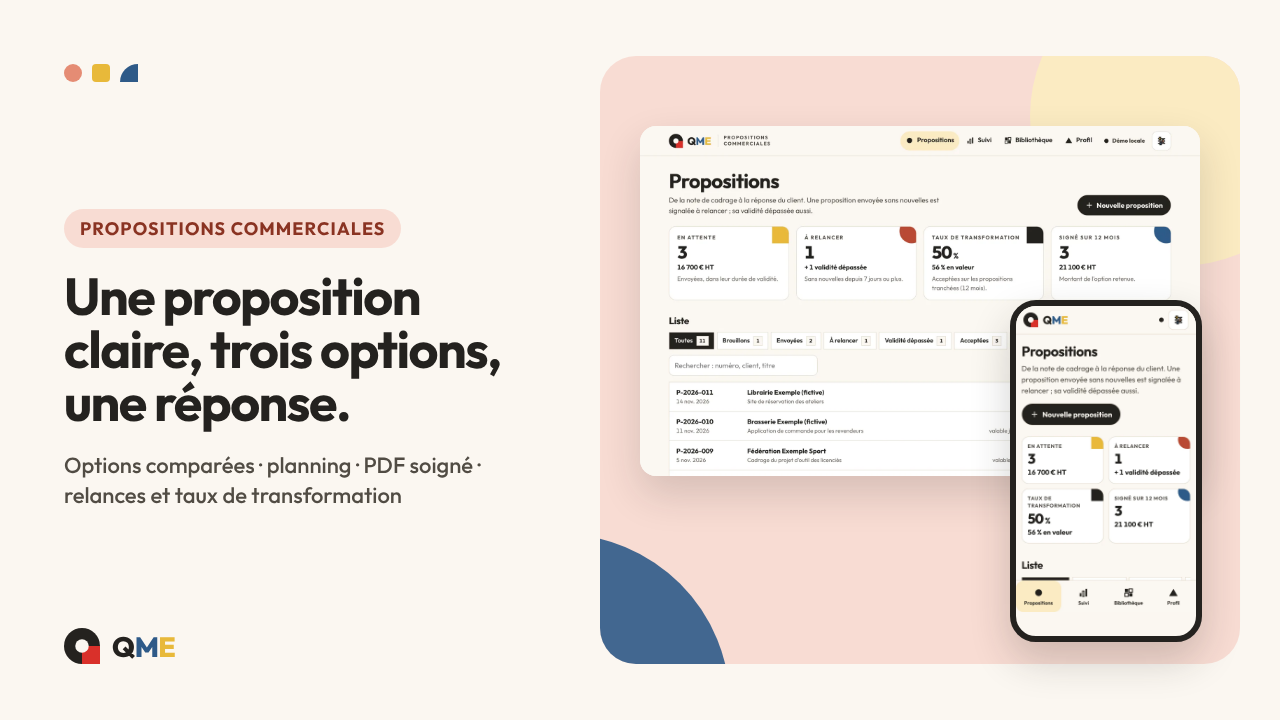 PROPOSITIONS COMMERCIALES
Une proposition
claire, trois options,
une réponse.
Options comparées · planning · PDF soigné ·
relances et taux de transformation
QME
QME
PROPOSITIONS
COMMERCIALES
Propositions
Suivi
Bibliothèque
Profil
Démo locale
Propositions
De la note de cadrage à la réponse du client. Une proposition envoyée sans nouvelles est
signalée à relancer ; sa validité dépassée aussi.
+ Nouvelle proposition
EN ATTENTE
3
16 700 € HT
Envoyées, dans leur durée de validité.
À RELANCER
1
+ 1 validité dépassée
Sans nouvelles depuis 7 jours ou plus.
TAUX DE TRANSFORMATION
50 %
56 % en valeur
Acceptées sur les propositions
tranchées (12 mois).
SIGNÉ SUR 12 MOIS
3
21 100 € HT
Montant de l'option retenue.
Liste
Toutes 11
Brouillons 1
Envoyées 2
À relancer 1
Validité dépassée 1
Acceptées 3
Rechercher : numéro, client, titre
P-2026-011
Librairie Exemple (fictive)
14 nov. 2026
Site de réservation des ateliers
P-2026-010
Brasserie Exemple (fictive)
11 nov. 2026
Application de commande pour les revendeurs
P-2026-009
Fédération Exemple Sport
5 nov. 2026
Cadrage du projet d'outil des licenciés
QME
Propositions
De la note de cadrage à la réponse du client. Une
proposition envoyée sans nouvelles est signalée à
relancer ; sa validité dépassée aussi.
+ Nouvelle proposition
EN ATTENTE
3
16 700 € HT
À RELANCER
1
+ 1 validité dépassée
TAUX DE
TRANSFORMATION
50 %
56 % en valeur
SIGNÉ SUR 12 MOIS
3
21 100 € HT
Liste
Propositions
Suivi
Bibliothèque
Profil